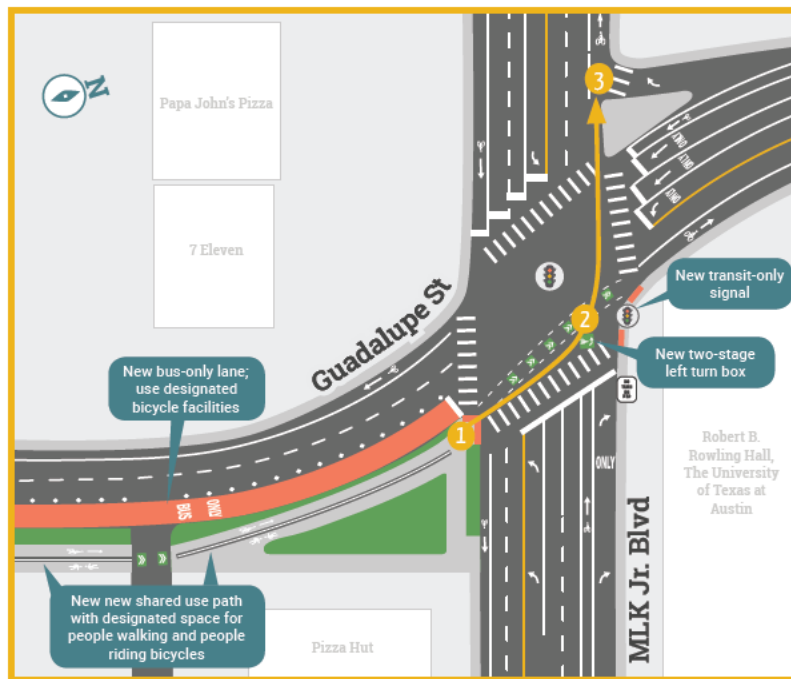 N
Papa John's Pizza
7 Eleven
Guadalupe St
3
ONLY
ONLY
ONLY
New transit-only
signal
2
New two-stage
left turn box
New bus-only lane;
use designated
bicycle facilities
1
ONLY
BUS
ONLY
Robert B.
Rowling Hall,
The University
of Texas at
Austin
MLK Jr. Blvd
New new shared use path
with designated space for
people walking and people
riding bicycles
Pizza Hut